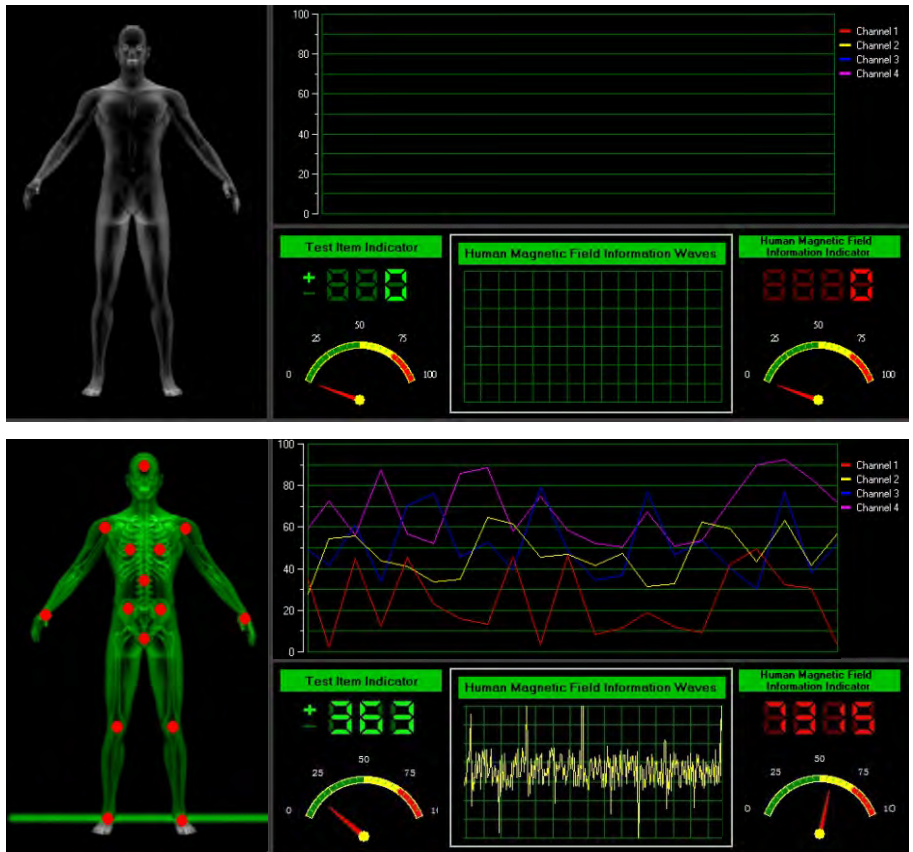 100
80
60
40
20
0
Channel 1
Channel 2
Channel 3
Channel 4
Test Item Indicator
+
-
0
0
25
50
75
100
Human Magnetic Field Information Waves
Human Magnetic Field
Information Indicator
0
0
25
50
75
100
100
80
60
40
20
0
Channel 1
Channel 2
Channel 3
Channel 4
Test Item Indicator
+
-
353
0
25
50
75
Human Magnetic Field Information Waves
Human Magnetic Field
Information Indicator
0
25
50
75